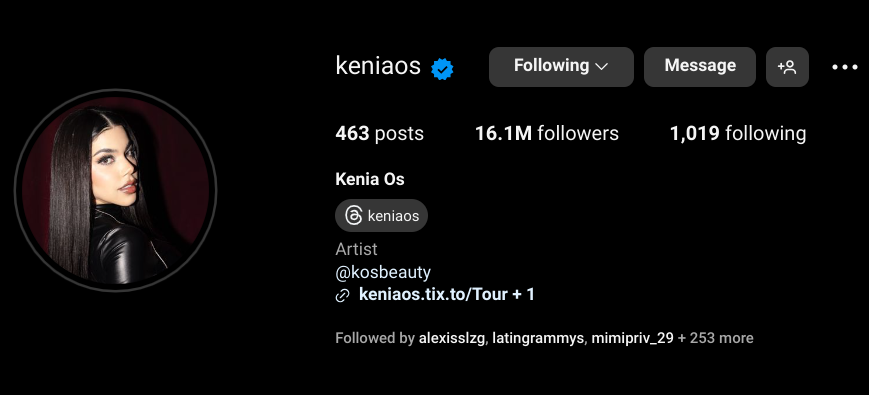 keniaos Following Message
463 posts 16.1M followers 1,019 following
Kenia Os
keniaos
Artist
@kosbeauty
keniaos.tix.to/Tour + 1
Followed by alexisslzg, latingrammys, mimipriv_29 + 253 more